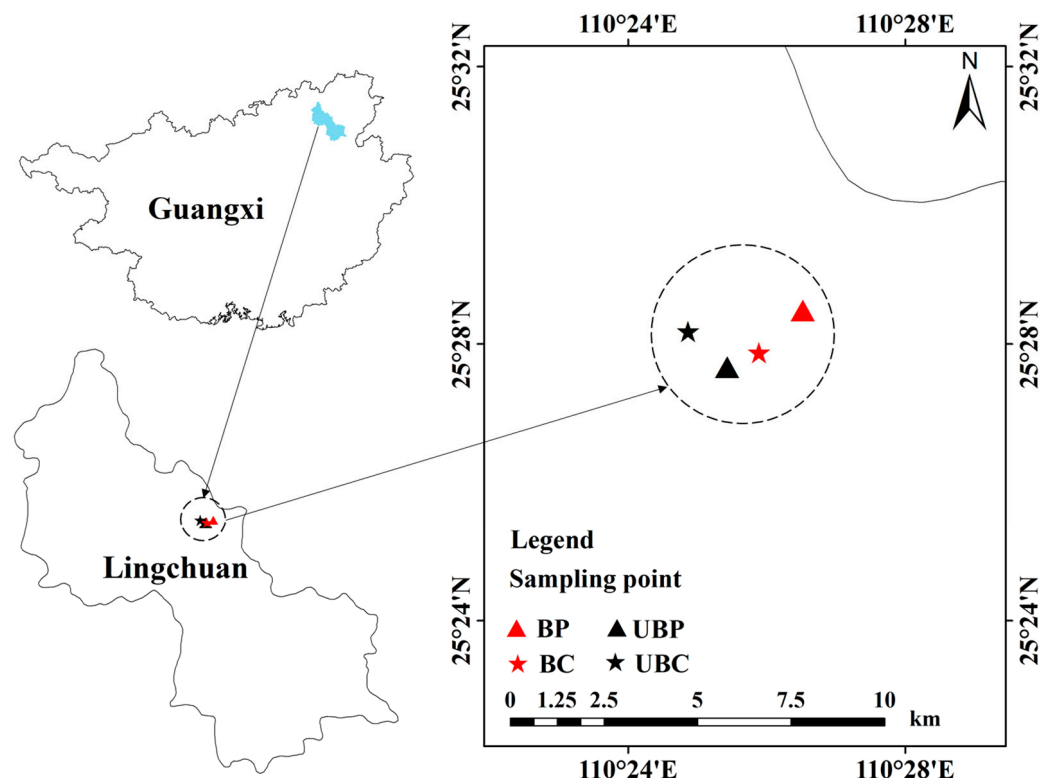 110°24'E 110°28'E
25°32'N 25°32'N
N
Guangxi
25°28'N 25°28'N
Lingchuan
Legend
Sampling point
25°24'N 25°24'N
BP UBP
BC UBC
0 1.25 2.5 5 7.5 10
km
110°24'E 110°28'E